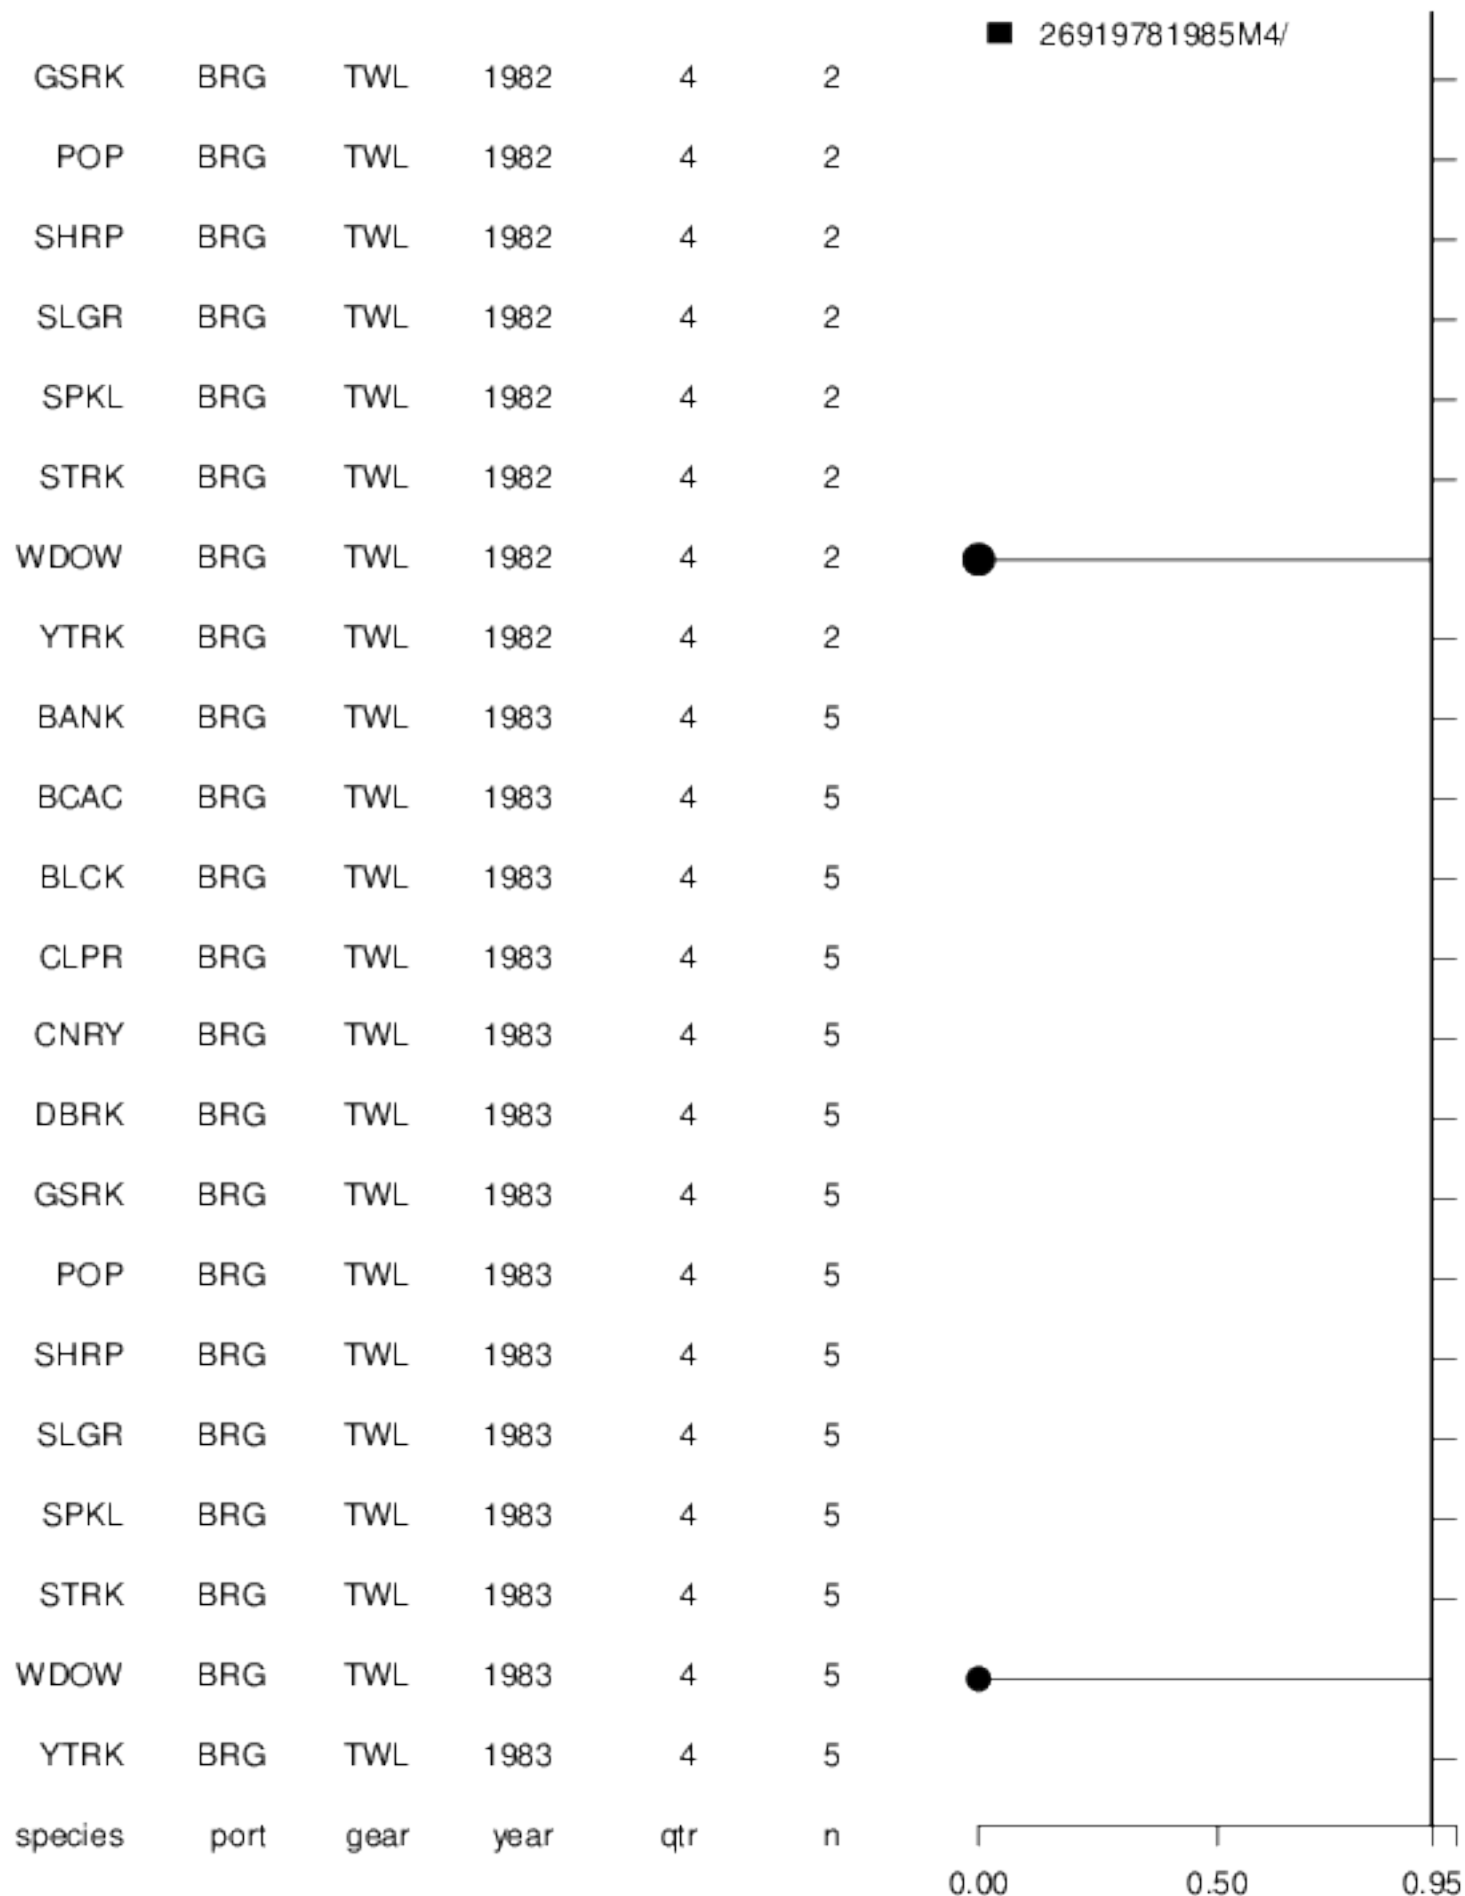 26919781985M4/
GSRK BRG TWL 1982 4 2
POP BRG TWL 1982 4 2
SHRP BRG TWL 1982 4 2
SLGR BRG TWL 1982 4 2
SPKL BRG TWL 1982 4 2
STRK BRG TWL 1982 4 2
WDOW BRG TWL 1982 4 2
YTRK BRG TWL 1982 4 2
BANK BRG TWL 1983 4 5
BCAC BRG TWL 1983 4 5
BLCK BRG TWL 1983 4 5
CLPR BRG TWL 1983 4 5
CNRY BRG TWL 1983 4 5
DBRK BRG TWL 1983 4 5
GSRK BRG TWL 1983 4 5
POP BRG TWL 1983 4 5
SHRP BRG TWL 1983 4 5
SLGR BRG TWL 1983 4 5
SPKL BRG TWL 1983 4 5
STRK BRG TWL 1983 4 5
WDOW BRG TWL 1983 4 5
YTRK BRG TWL 1983 4 5
species port gear year qtr n
0.00 0.50 0.95